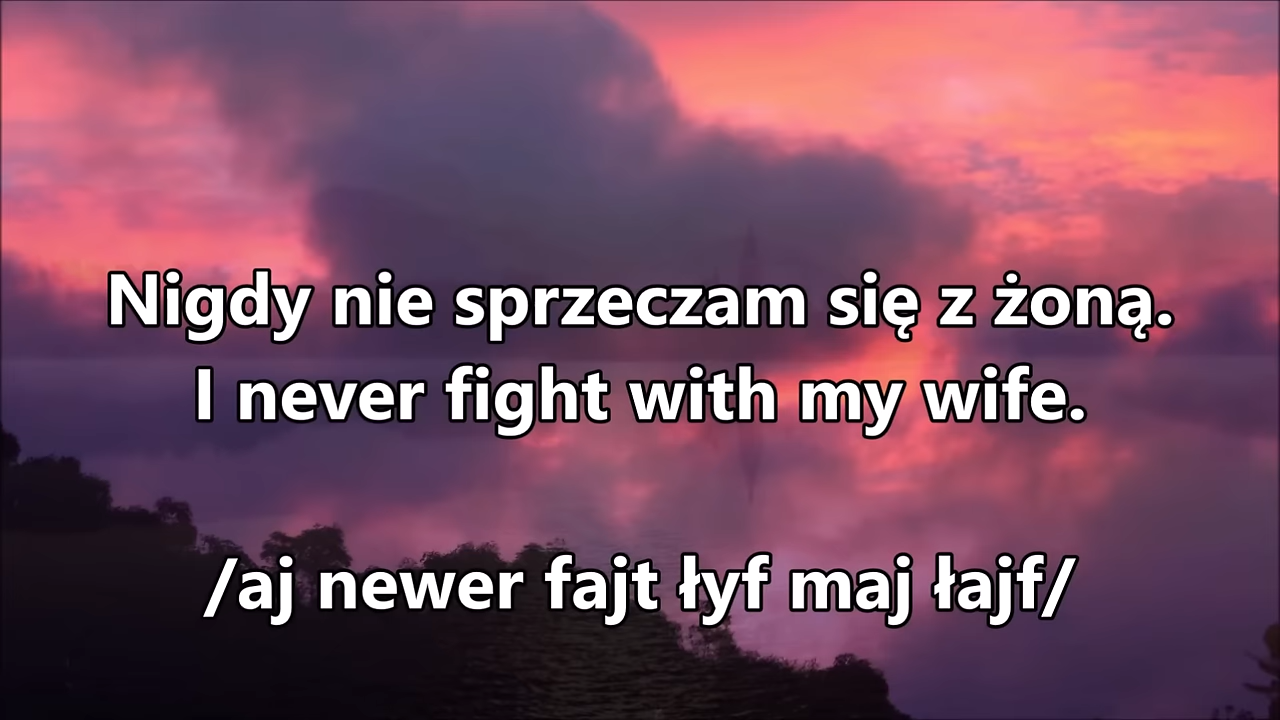 Nigdy nie sprzeczam się z żoną.
I never fight with my wife.
/aj newer fajt łyf maj łajf/